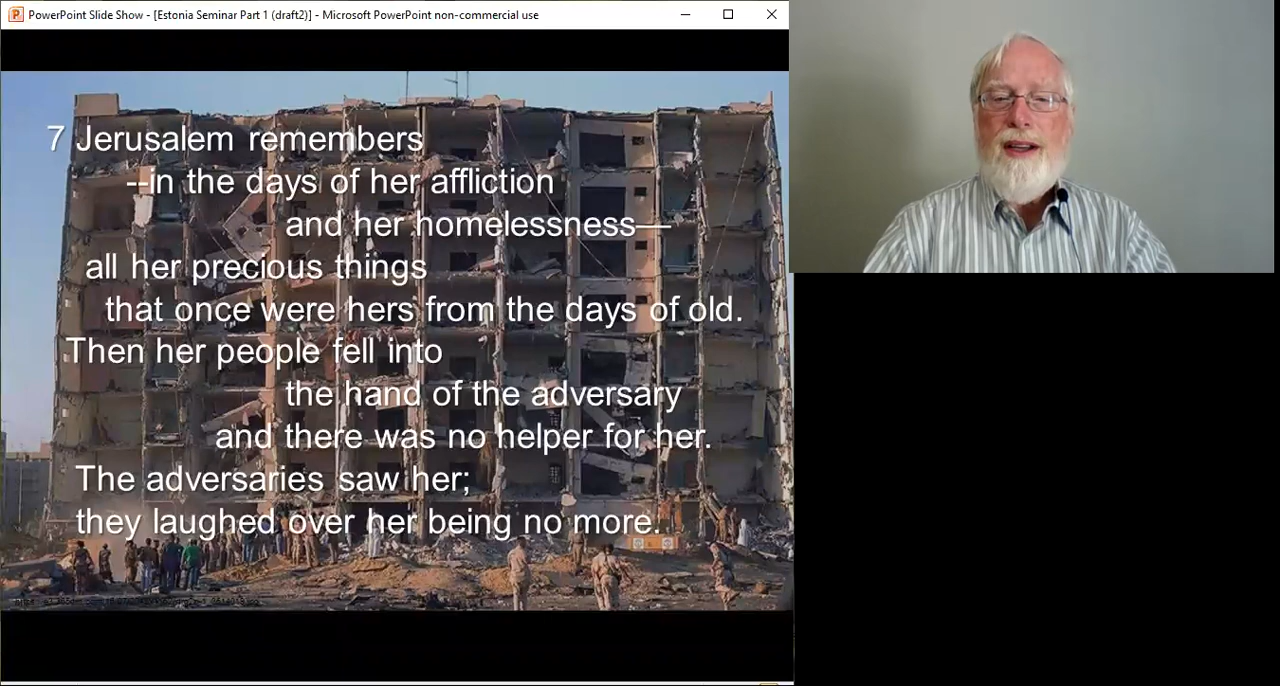 PowerPoint Slide Show - [Estonia Seminar Part 1 (draft2)] - Microsoft PowerPoint non-commercial use
7 Jerusalem remembers
--in the days of her affliction
and her homelessness—
all her precious things
that once were hers from the days of old.
Then her people fell into
the hand of the adversary
and there was no helper for her.
The adversaries saw her;
they laughed over her being no more.